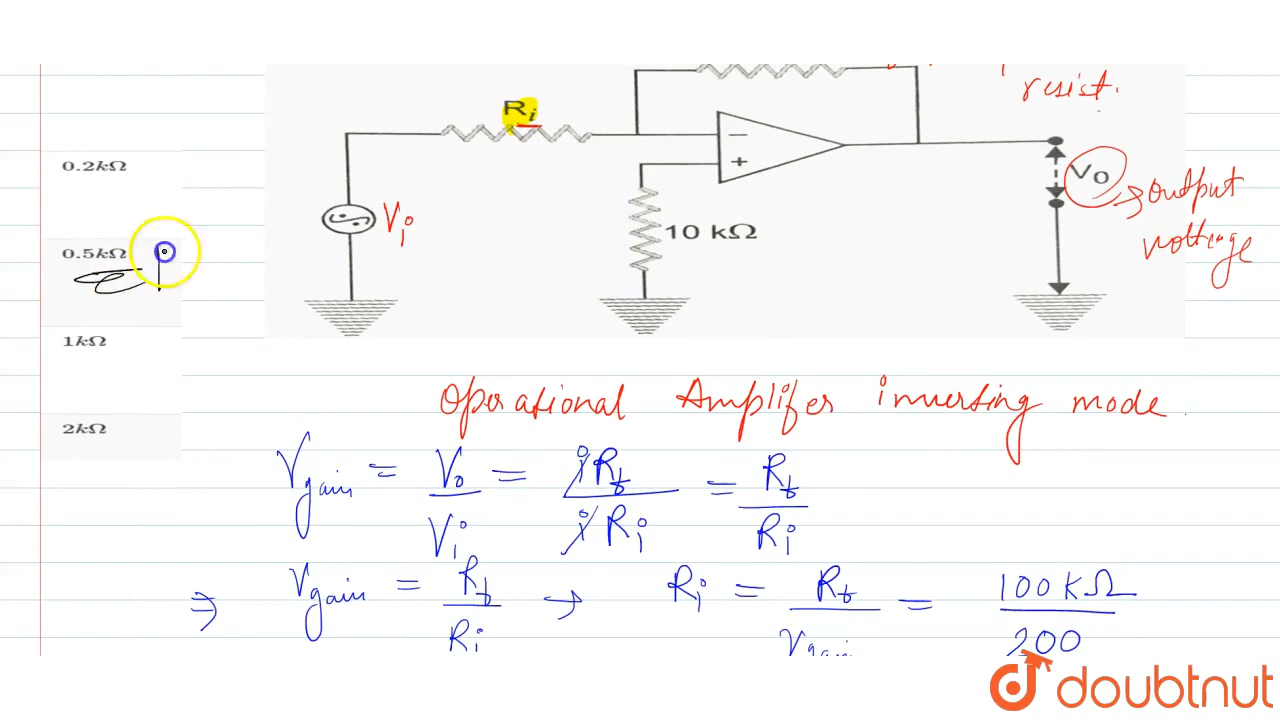 resist.
Ri
0.2kΩ
−
+
Vo
output
voltage
Vi
10 kΩ
0.5kΩ
1kΩ
Operational Amplifer inverting mode
2kΩ
Vgain = Vo/Vi = iRf/iRi = Rf/Ri
⇒ Vgain = Rf/Ri → Ri = Rf/Vgain = 100 kΩ/200
doubtnut